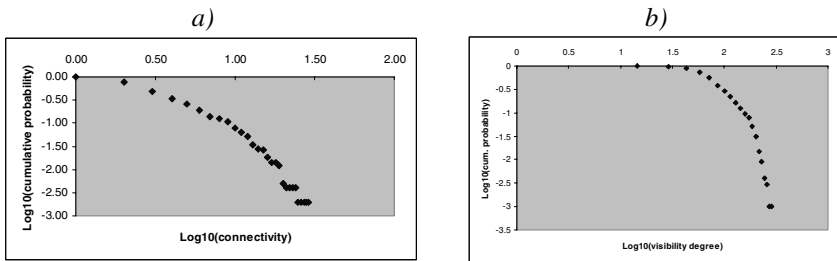 a)
0.00 0.50 1.00 1.50 2.00
0.00
-0.50
-1.00
-1.50
-2.00
-2.50
-3.00
Log10(cumulative probability)
Log10(connectivity)
b)
0 0.5 1 1.5 2 2.5 3
0
-0.5
-1
-1.5
-2
-2.5
-3
-3.5
Log10(cum. probability)
Log10(visibility degree)